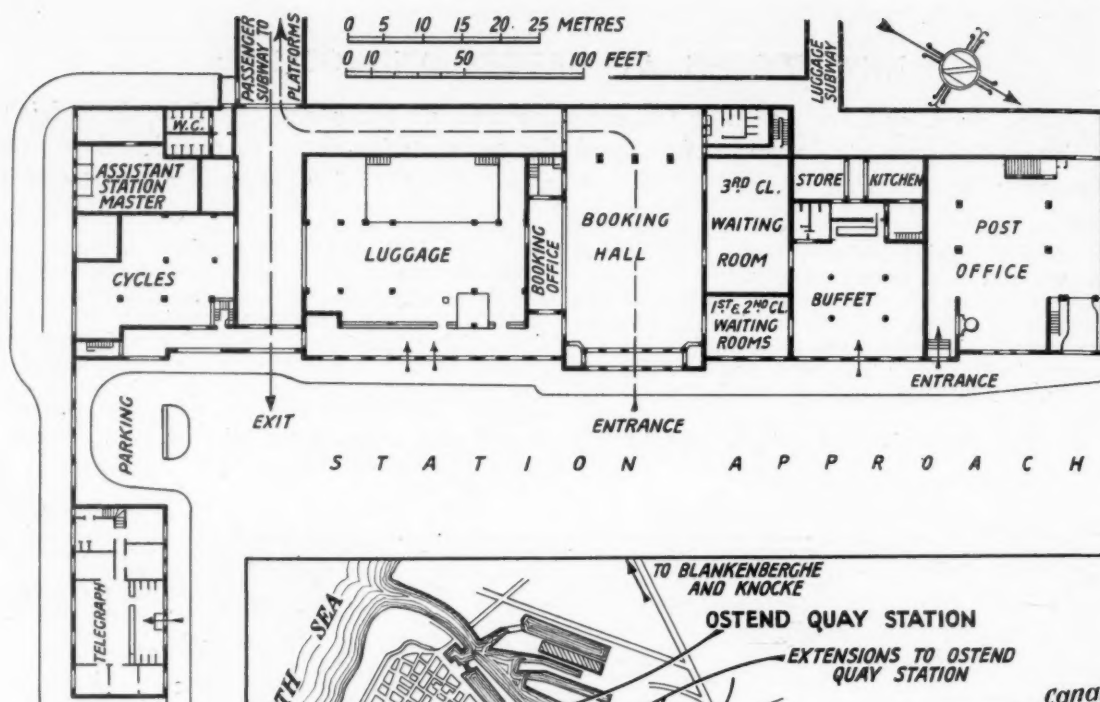 PASSENGER
SUBWAY TO
PLATFORMS
0 5 10 15 20 25 METRES
0 10 50 100 FEET
LUGGAGE
SUBWAY
W.C.
ASSISTANT
STATION
MASTER
CYCLES
LUGGAGE
BOOKING
OFFICE
BOOKING
HALL
3RD CL.
WAITING
ROOM
1ST & 2ND CL.
WAITING
ROOMS
STORE
KITCHEN
BUFFET
POST
OFFICE
ENTRANCE
EXIT
ENTRANCE
PARKING
STATION APPROACH
TELEGRAPH
TH SEA
TO BLANKENBERGHE
AND KNOCKE
OSTEND QUAY STATION
EXTENSIONS TO OSTEND
QUAY STATION
Cana